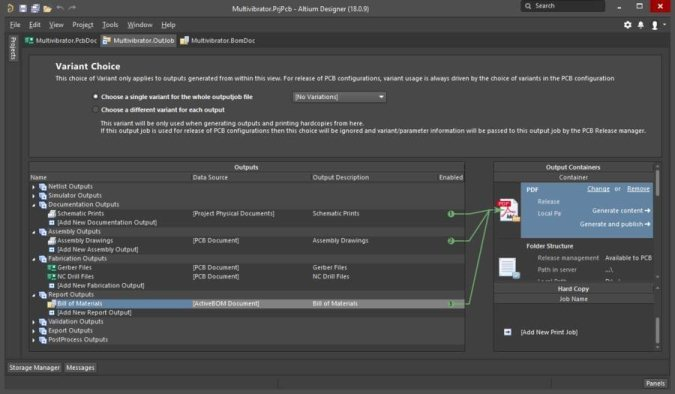 Multivibrator.PrjPcb - Altium Designer (18.0.9)
Search
File Edit View Project Tools Window Help
Projects
Multivibrator.PcbDoc Multivibrator.OutJob Multivibrator.BomDoc
Variant Choice
This choice of Variant only applies to outputs generated from within this view. For release of PCB configurations, variant usage is always driven by the choice of variants in the PCB configuration
Choose a single variant for the whole outputjob file [No Variations]
Choose a different variant for each output
This variant will be only used when generating outputs and printing hardcopies from here.
If this output job is used for release of PCB configurations then this choice will be ignored and variant/parameter information will be passed to this output job by the PCB Release manager.
Outputs
Name Data Source Output Description Enabled
Netlist Outputs
Simulator Outputs
Documentation Outputs
Schematic Prints [Project Physical Documents] Schematic Prints 1
[Add New Documentation Output]
Assembly Outputs
Assembly Drawings [PCB Document] Assembly Drawings 2
[Add New Assembly Output]
Fabrication Outputs
Gerber Files [PCB Document] Gerber Files
NC Drill Files [PCB Document] NC Drill Files
[Add New Fabrication Output]
Report Outputs
Bill of Materials [ActiveBOM Document] Bill of Materials 3
[Add New Report Output]
Validation Outputs
Export Outputs
PostProcess Outputs
Output Containers
Container
PDF Change or Remove
PDF
Release
Local Pa Generate content
Generate and publish
Folder Structure
Release management Available to PCB
Path in server ...\
Hard Copy
Job Name
[Add New Print Job]
Storage Manager Messages
Panels